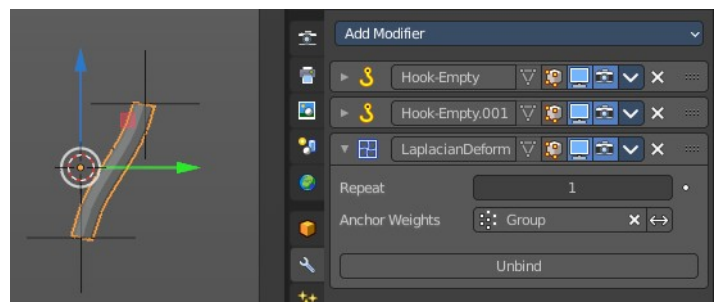 Add Modifier
Hook-Empty
Hook-Empty.001
LaplacianDeform
Repeat 1
Anchor Weights Group
Unbind